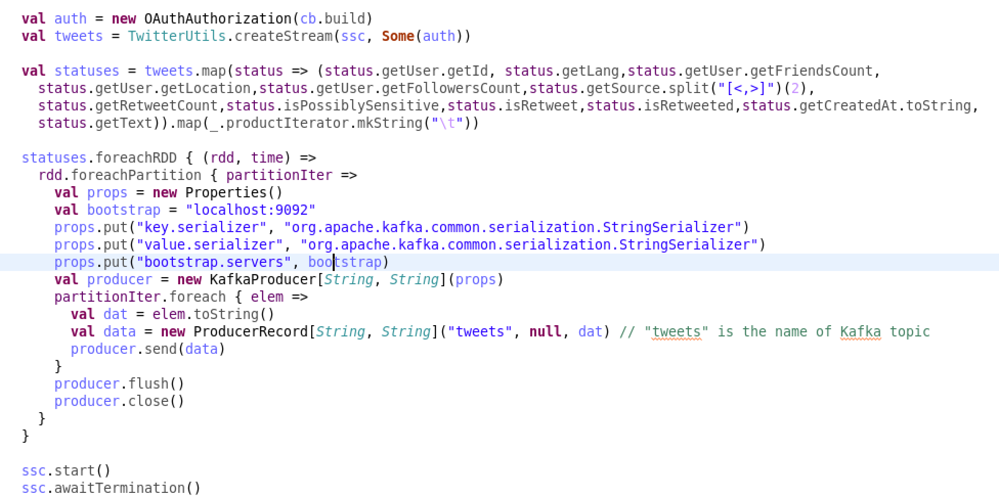 val auth = new OAuthAuthorization(cb.build)
val tweets = TwitterUtils.createStream(ssc, Some(auth))

val statuses = tweets.map(status => (status.getUser.getId, status.getLang,status.getUser.getFriendsCount,
  status.getUser.getLocation,status.getUser.getFollowersCount,status.getSource.split("[<,>]")(2),
  status.getRetweetCount,status.isPossiblySensitive,status.isRetweet,status.isRetweeted,status.getCreatedAt.toString,
  status.getText)).map(_.productIterator.mkString("\t"))

statuses.foreachRDD { (rdd, time) =>
  rdd.foreachPartition { partitionIter =>
    val props = new Properties()
    val bootstrap = "localhost:9092"
    props.put("key.serializer", "org.apache.kafka.common.serialization.StringSerializer")
    props.put("value.serializer", "org.apache.kafka.common.serialization.StringSerializer")
    props.put("bootstrap.servers", bootstrap)
    val producer = new KafkaProducer[String, String](props)
    partitionIter.foreach { elem =>
      val dat = elem.toString()
      val data = new ProducerRecord[String, String]("tweets", null, dat) // "tweets" is the name of Kafka topic
      producer.send(data)
    }
    producer.flush()
    producer.close()
  }
}

ssc.start()
ssc.awaitTermination()